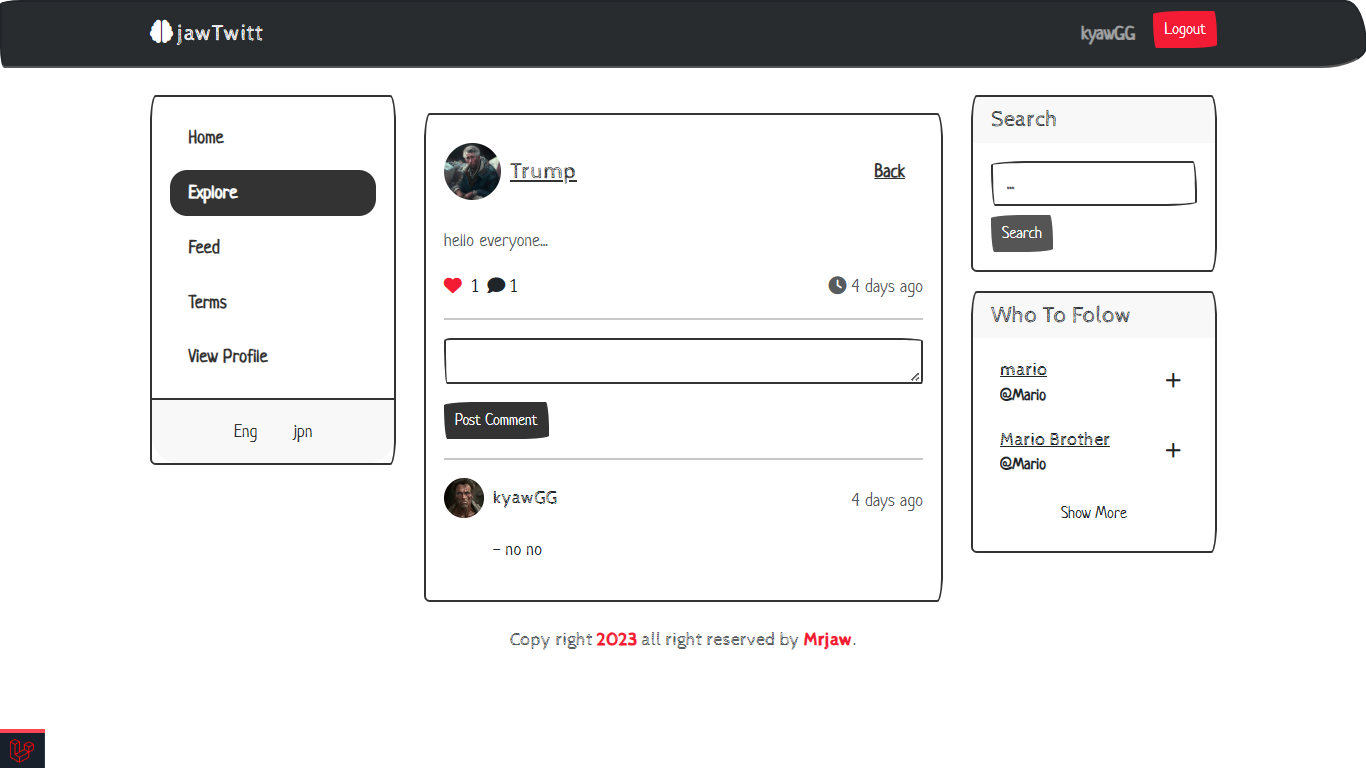 jawTwitt
kyawGG
Logout
Home
Explore
Feed
Terms
View Profile
Eng jpn
Trump
Back
hello everyone...
1 1
4 days ago
Post Comment
kyawGG
4 days ago
- no no
Search
...
Search
Who To Folow
mario
@Mario
Mario Brother
@Mario
Show More
Copy right 2023 all right reserved by Mrjaw.